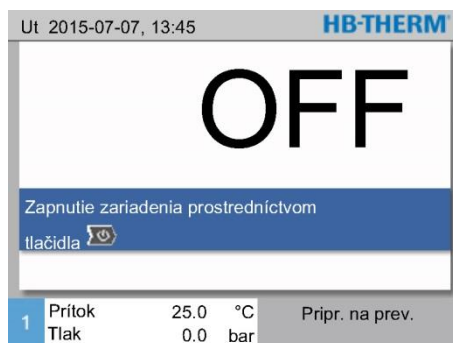 Ut 2015-07-07, 13:45 HB-THERM
OFF
Zapnutie zariadenia prostredníctvom
tlačidla
1 Prítok 25.0 °C Pripr. na prev.
Tlak 0.0 bar